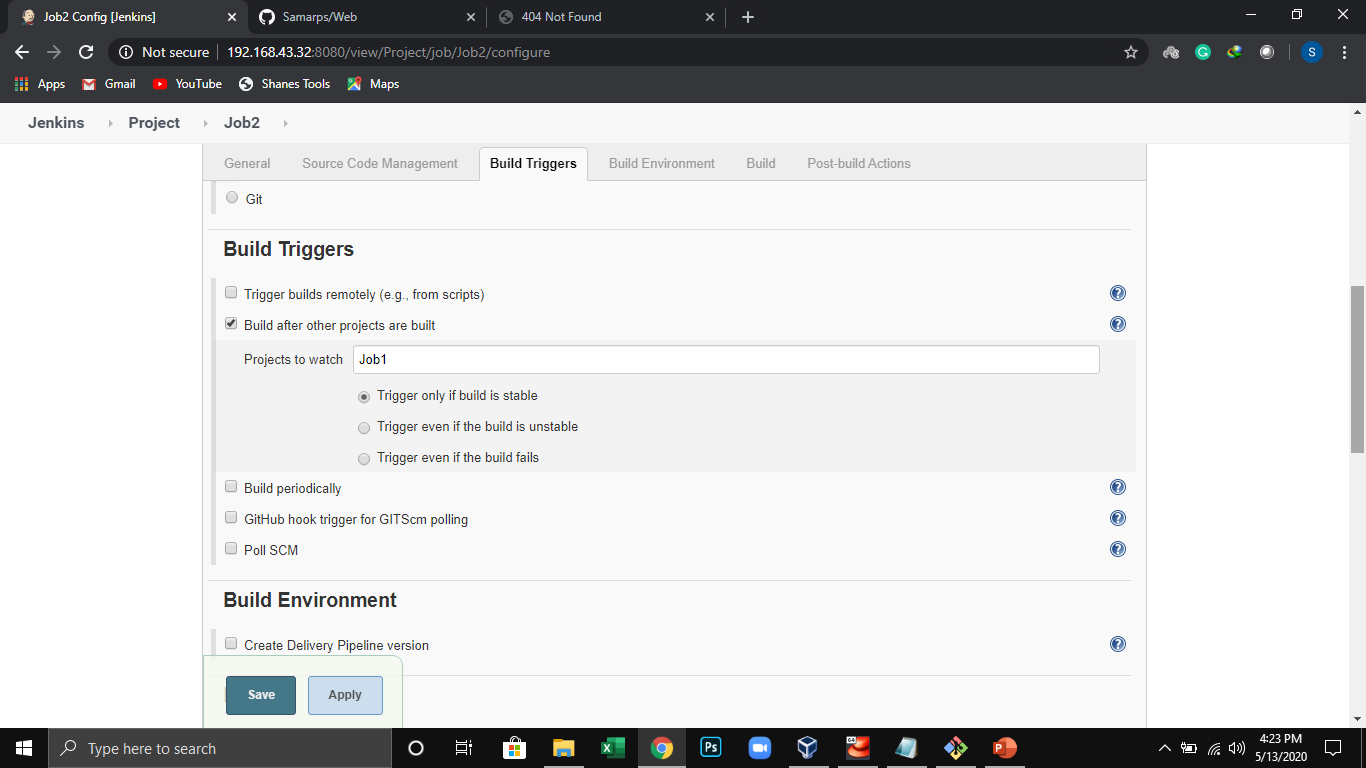 Job2 Config [Jenkins]
Samarps/Web
404 Not Found
Not secure
192.168.43.32:8080/view/Project/job/Job2/configure
S
Apps
Gmail
YouTube
Shanes Tools
Maps
Jenkins
Project
Job2
General
Source Code Management
Build Triggers
Build Environment
Build
Post-build Actions
Git
Build Triggers
Trigger builds remotely (e.g., from scripts)
Build after other projects are built
Projects to watch
Job1
Trigger only if build is stable
Trigger even if the build is unstable
Trigger even if the build fails
Build periodically
GitHub hook trigger for GITScm polling
Poll SCM
Build Environment
Create Delivery Pipeline version
Save
Apply
Type here to search
4:23 PM
5/13/2020